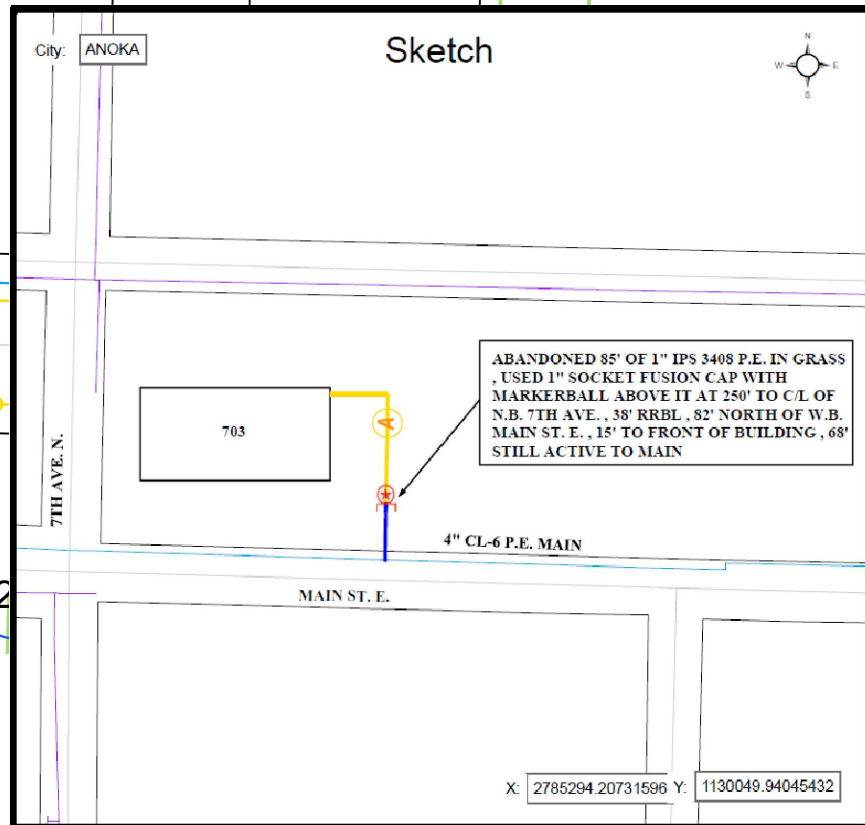 City: ANOKA
Sketch
N
W E
S
ABANDONED 85' OF 1" IPS 3408 P.E. IN GRASS
, USED 1" SOCKET FUSION CAP WITH
MARKERBALL ABOVE IT AT 250' TO C/L OF
N.B. 7TH AVE. , 38' RRBL , 82' NORTH OF W.B.
MAIN ST. E. , 15' TO FRONT OF BUILDING , 68'
STILL ACTIVE TO MAIN
703
A
7TH AVE. N.
4" CL-6 P.E. MAIN
2
MAIN ST. E.
X: 2785294.20731596 Y: 1130049.94045432